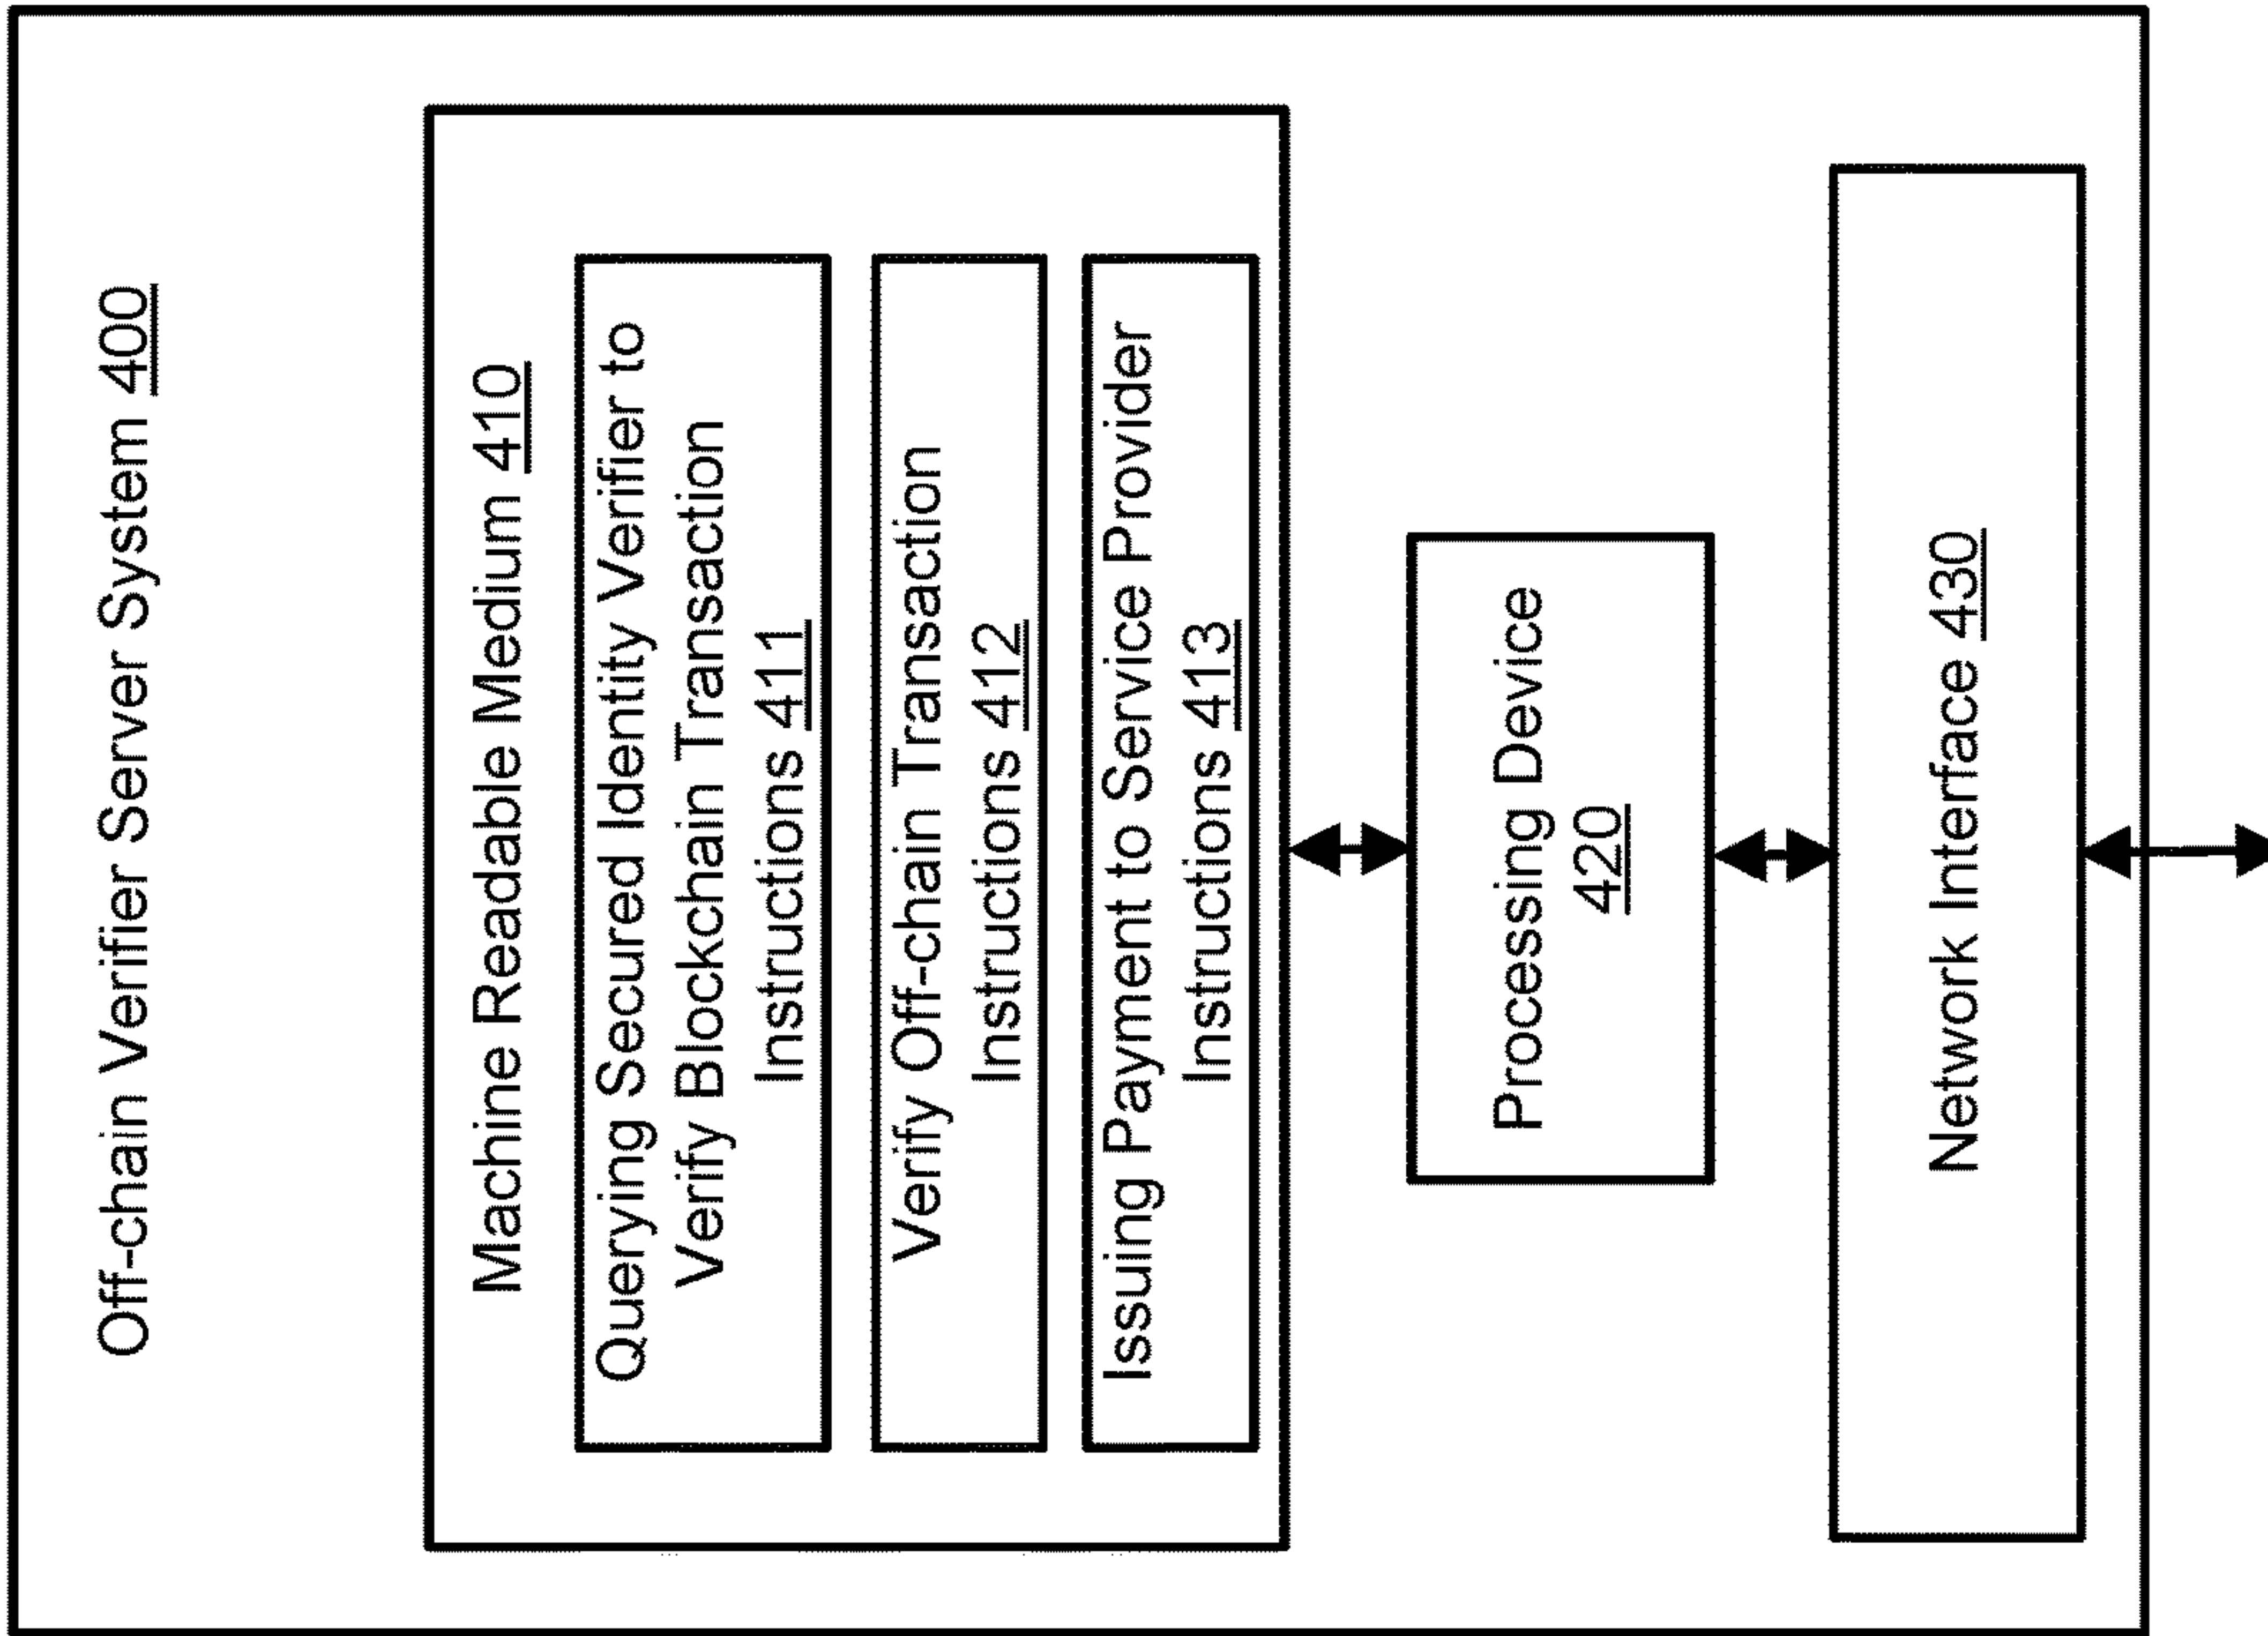 Off-chain Verifier Server System 400
Machine Readable Medium 410
Querying Secured Identity Verifier to
Verify Blockchain Transaction
Instructions 411
Verify Off-chain Transaction
Instructions 412
Issuing Payment to Service Provider
Instructions 413
Processing Device
420
Network Interface 430